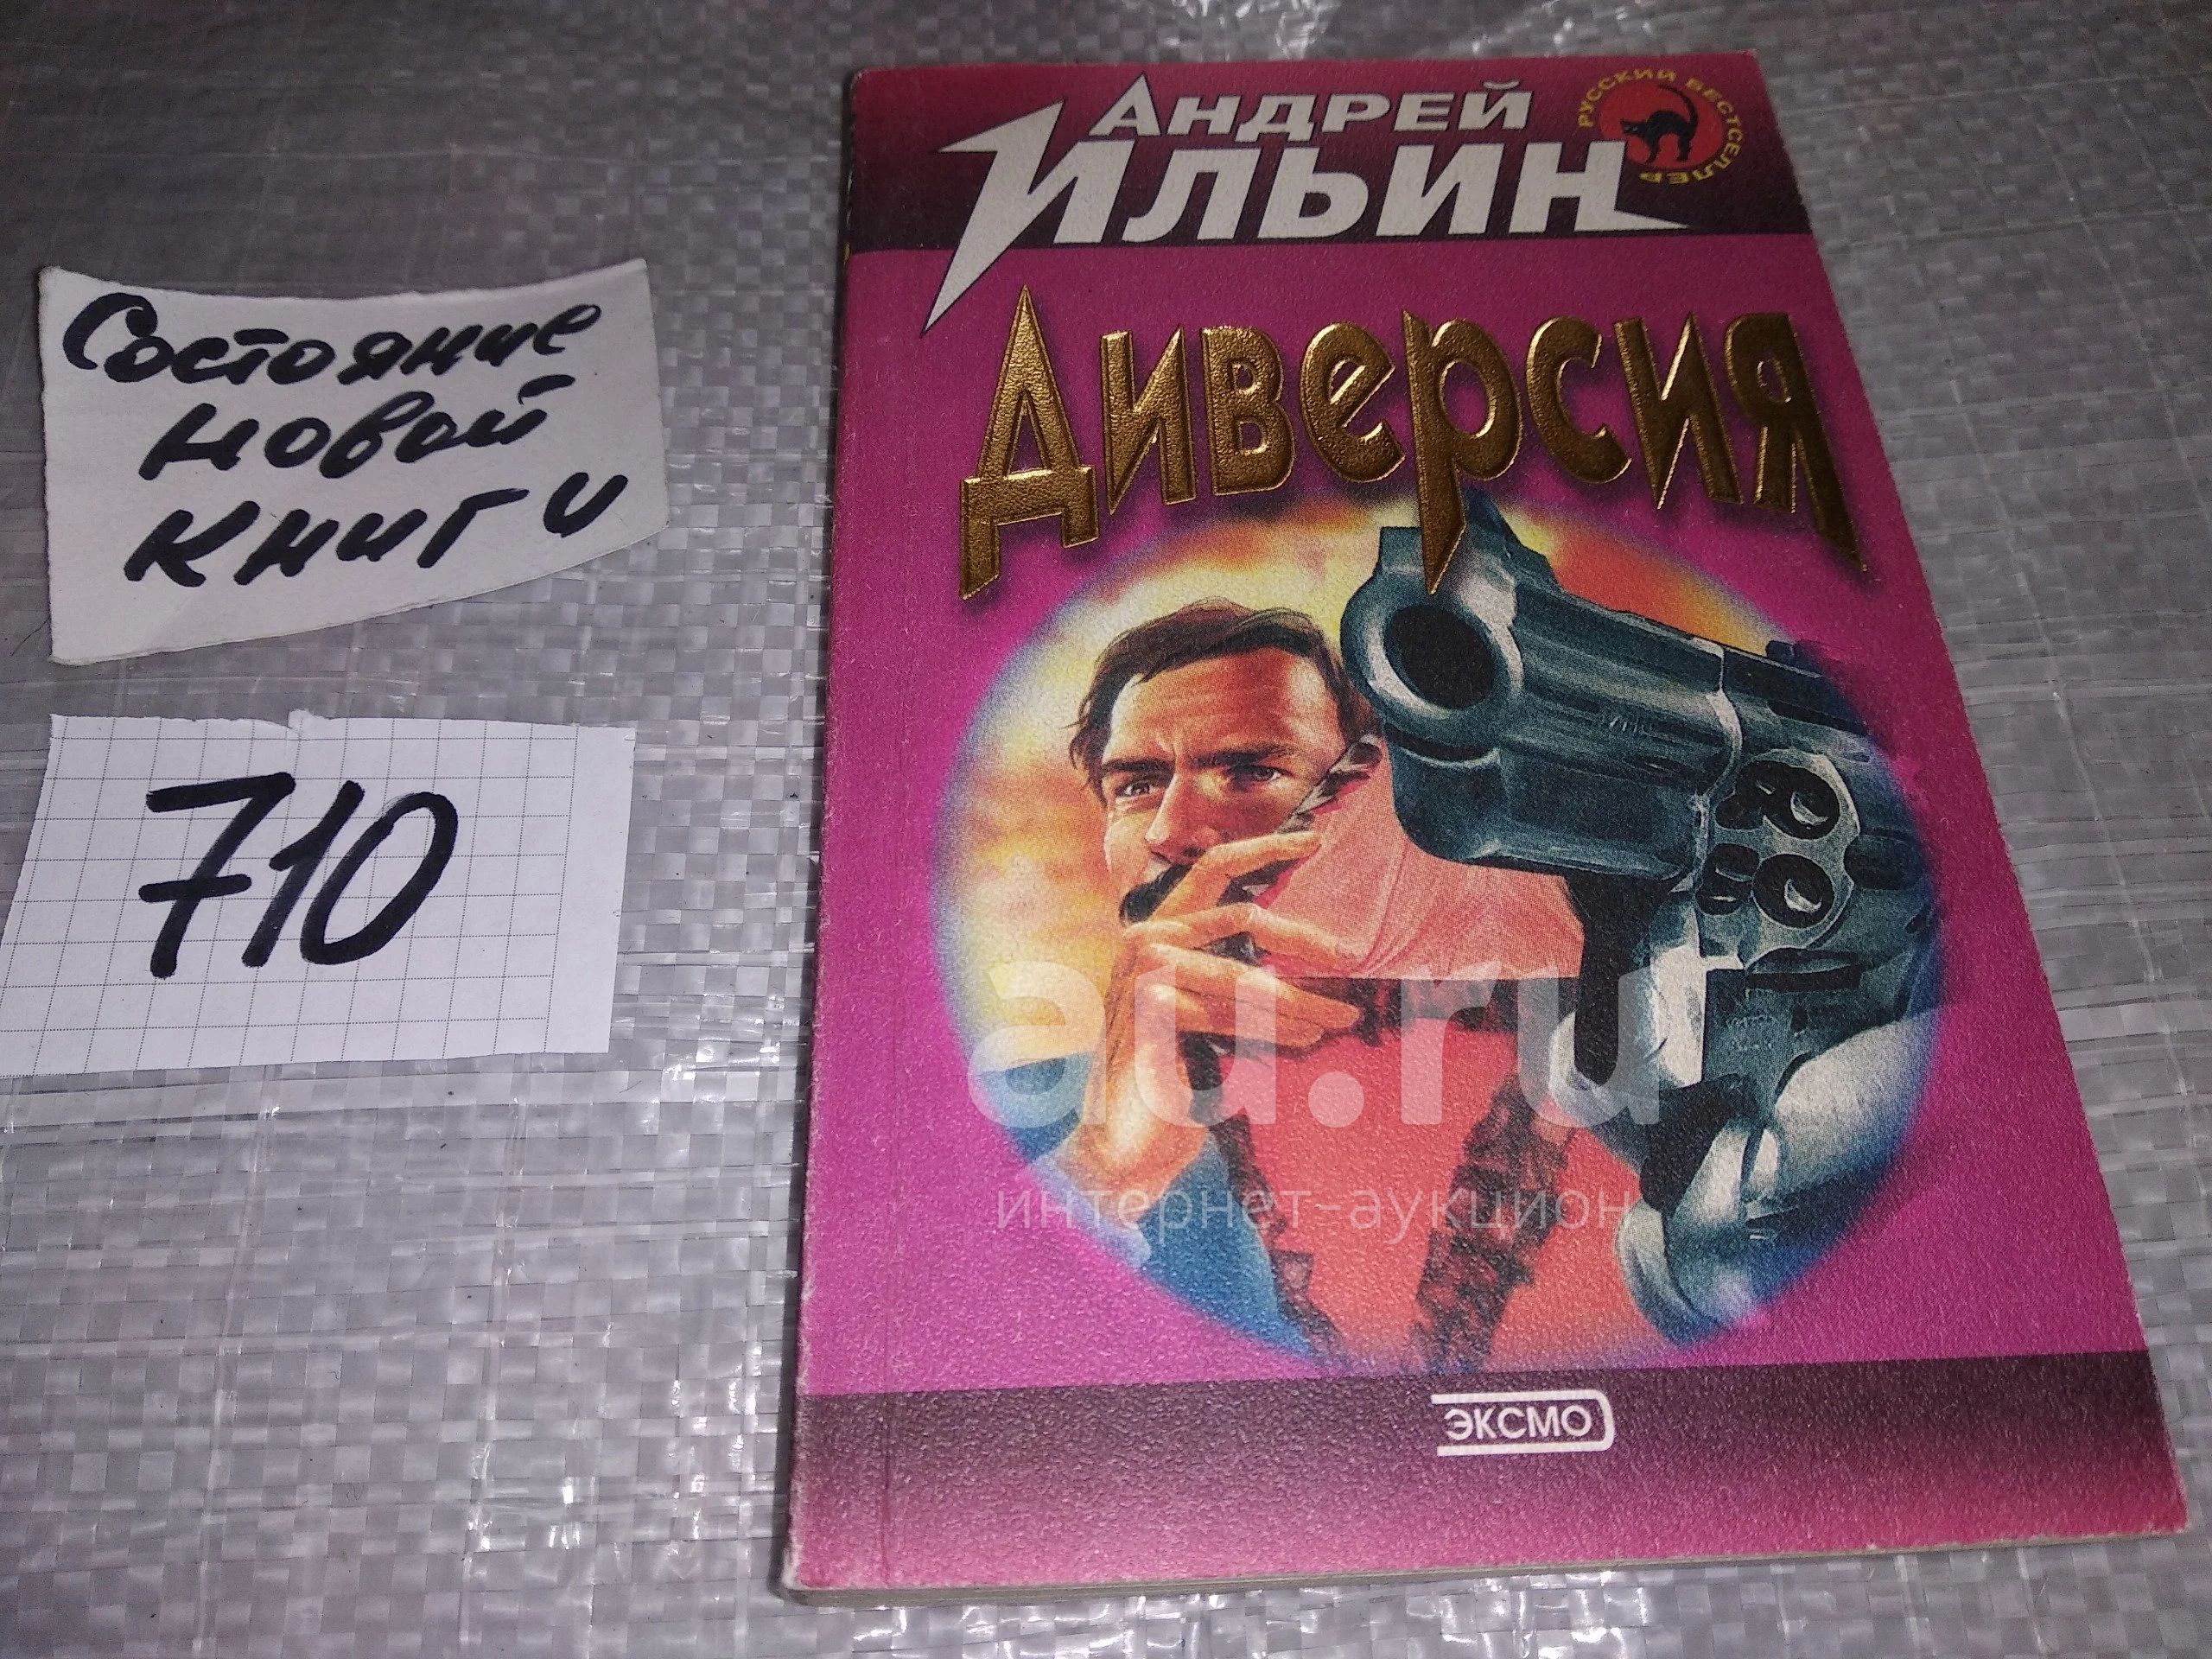 Состояние
новой
книги
710
Андрей
Ильин
РУССКИЙ БЕСТСЕЛЛЕР
Диверсия
au.ru
интернет-аукцион
ЭКСМО